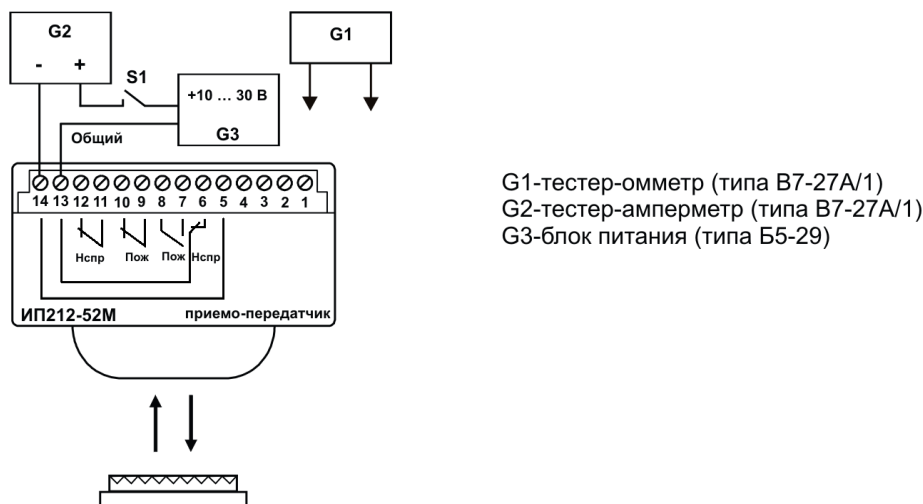 G2
- +
S1
G1
+10 ... 30 В
G3
Общий
14 13 12 11 10 9 8 7 6 5 4 3 2 1
Нспр Пож Пож Нспр
ИП212-52М приемо-передатчик
G1-тестер-омметр (типа В7-27А/1)
G2-тестер-амперметр (типа В7-27А/1)
G3-блок питания (типа Б5-29)